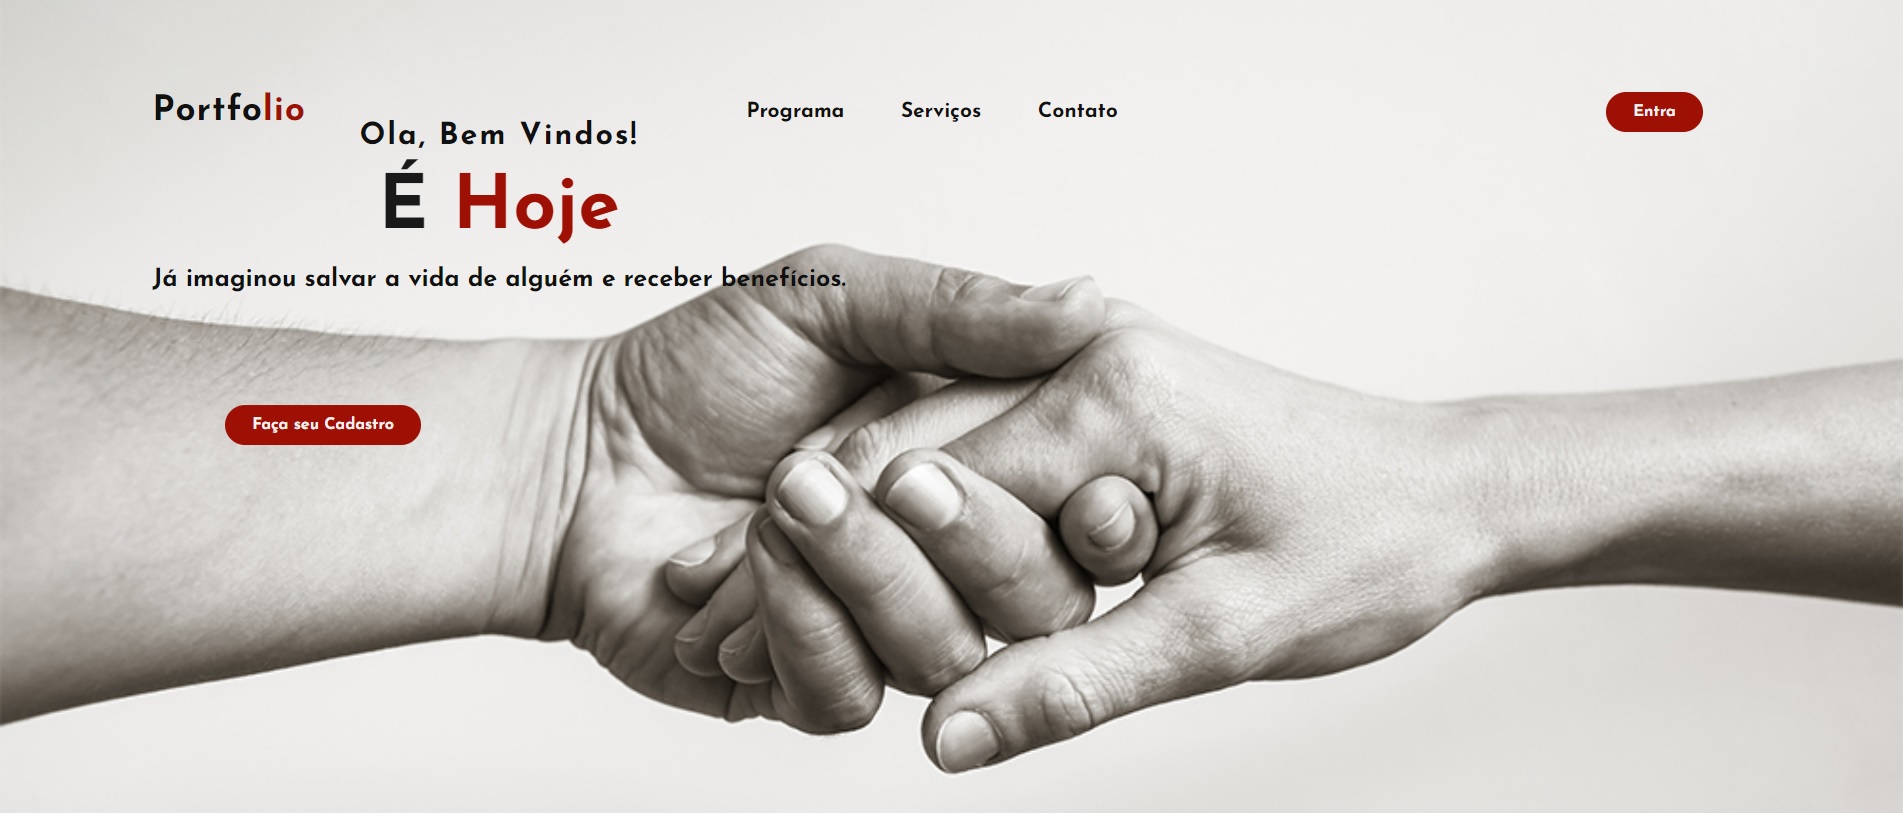 Portfolio
Programa
Serviços
Contato
Entra
Ola, Bem Vindos!
É Hoje
Já imaginou salvar a vida de alguém e receber benefícios.
Faça seu Cadastro